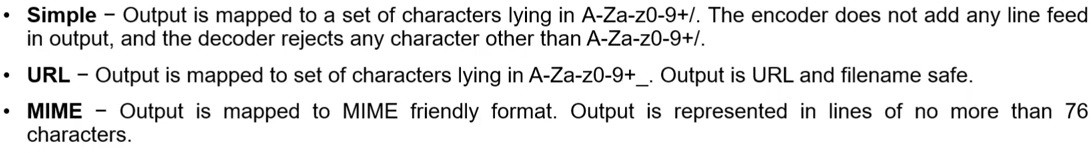 • Simple − Output is mapped to a set of characters lying in A-Za-z0-9+/. The encoder does not add any line feed
in output, and the decoder rejects any character other than A-Za-z0-9+/.
• URL − Output is mapped to set of characters lying in A-Za-z0-9+_. Output is URL and filename safe.
• MIME − Output is mapped to MIME friendly format. Output is represented in lines of no more than 76
characters.